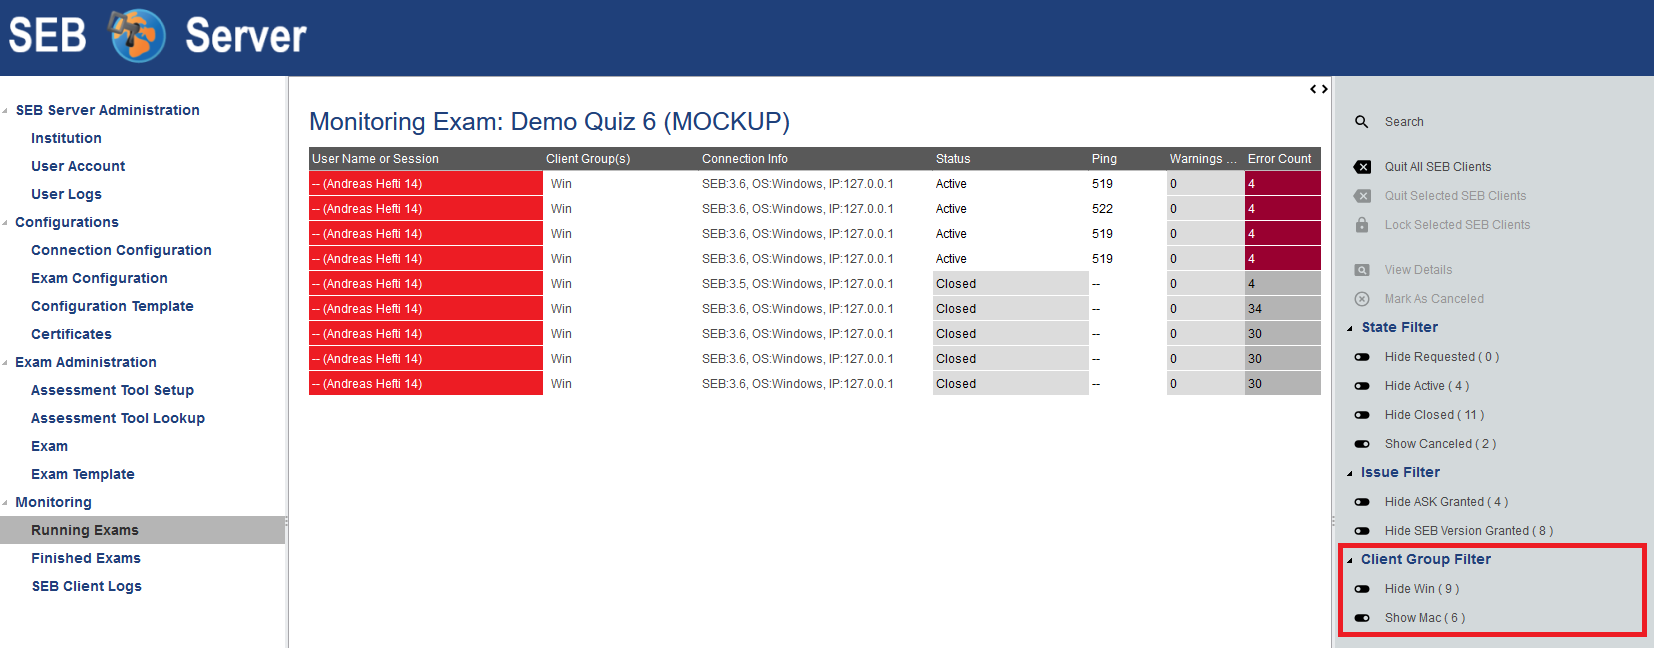 SEB Server
SEB Server Administration
Institution
User Account
User Logs
Configurations
Connection Configuration
Exam Configuration
Configuration Template
Certificates
Exam Administration
Assessment Tool Setup
Assessment Tool Lookup
Exam
Exam Template
Monitoring
Running Exams
Finished Exams
SEB Client Logs
Monitoring Exam: Demo Quiz 6 (MOCKUP)
User Name or Session Client Group(s) Connection Info Status Ping Warnings ... Error Count
-- (Andreas Hefti 14) Win SEB:3.6, OS:Windows, IP:127.0.0.1 Active 519 0 4
-- (Andreas Hefti 14) Win SEB:3.6, OS:Windows, IP:127.0.0.1 Active 522 0 4
-- (Andreas Hefti 14) Win SEB:3.6, OS:Windows, IP:127.0.0.1 Active 519 0 4
-- (Andreas Hefti 14) Win SEB:3.6, OS:Windows, IP:127.0.0.1 Active 519 0 4
-- (Andreas Hefti 14) Win SEB:3.5, OS:Windows, IP:127.0.0.1 Closed -- 0 4
-- (Andreas Hefti 14) Win SEB:3.6, OS:Windows, IP:127.0.0.1 Closed -- 0 34
-- (Andreas Hefti 14) Win SEB:3.6, OS:Windows, IP:127.0.0.1 Closed -- 0 30
-- (Andreas Hefti 14) Win SEB:3.6, OS:Windows, IP:127.0.0.1 Closed -- 0 30
-- (Andreas Hefti 14) Win SEB:3.6, OS:Windows, IP:127.0.0.1 Closed -- 0 30
Search
Quit All SEB Clients
Quit Selected SEB Clients
Lock Selected SEB Clients
View Details
Mark As Canceled
State Filter
Hide Requested ( 0 )
Hide Active ( 4 )
Hide Closed ( 11 )
Show Canceled ( 2 )
Issue Filter
Hide ASK Granted ( 4 )
Hide SEB Version Granted ( 8 )
Client Group Filter
Hide Win ( 9 )
Show Mac ( 6 )